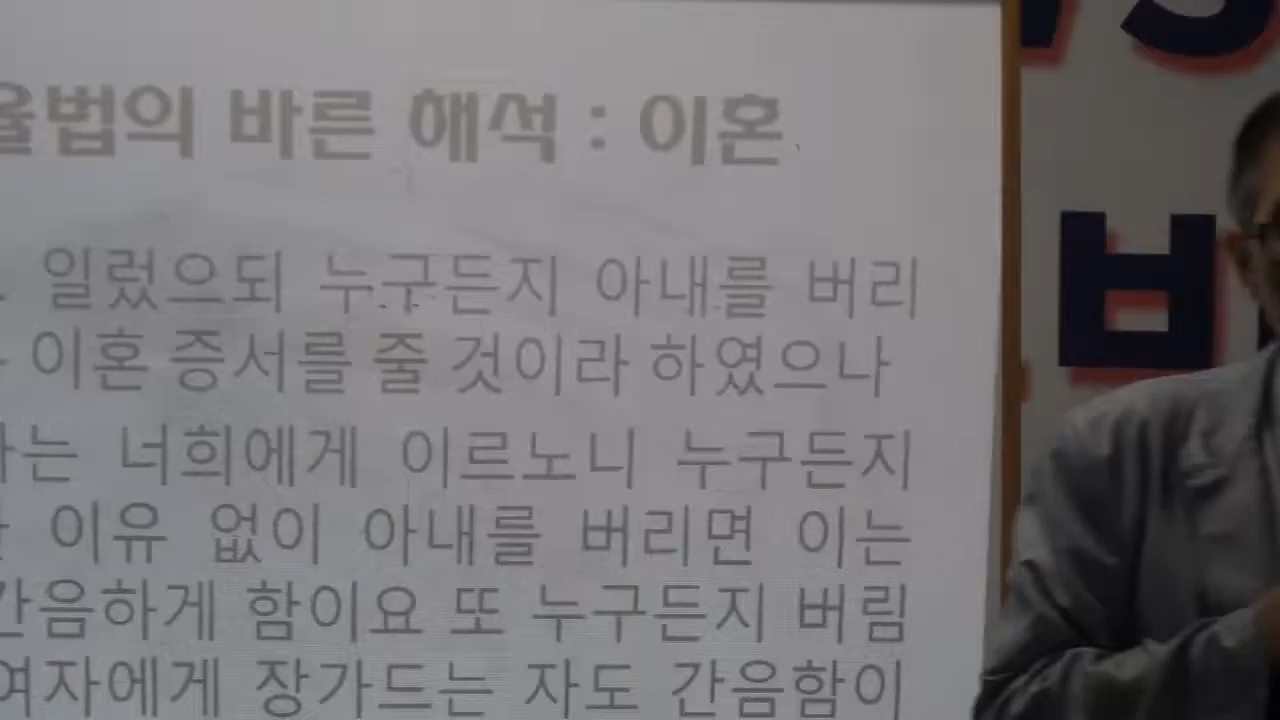 율법의 바른 해석 : 이혼
일렀으되 누구든지 아내를 버리
이혼 증서를 줄 것이라 하였으나
너희에게 이르노니 누구든지
이유 없이 아내를 버리면 이는
간음하게 함이요 또 누구든지 버림
여자에게 장가드는 자도 간음함이